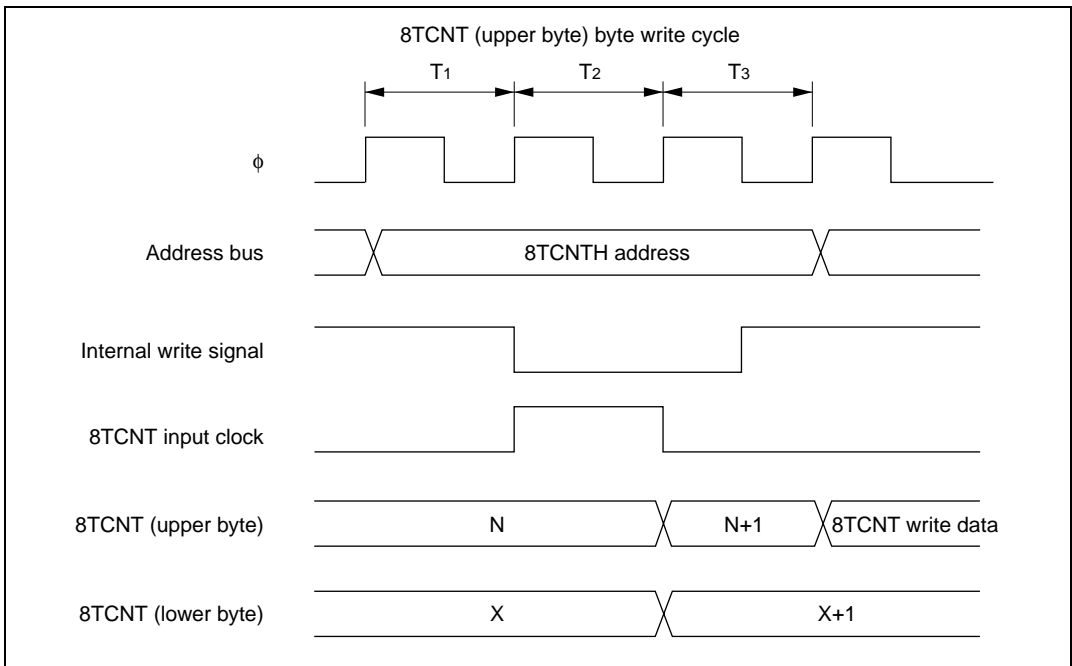 8TCNT (upper byte) byte write cycle
T1 T2 T3
φ
Address bus 8TCNTH address
Internal write signal
8TCNT input clock
8TCNT (upper byte) N N+1 8TCNT write data
8TCNT (lower byte) X X+1